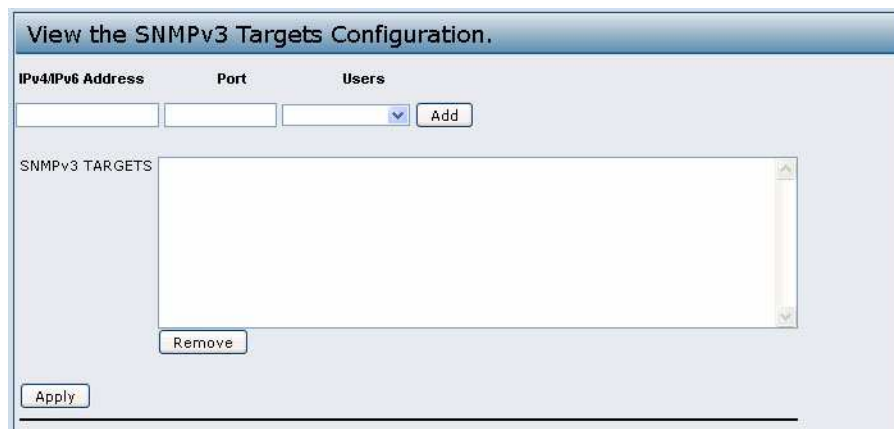 View the SNMPv3 Targets Configuration.
IPv4/IPv6 Address Port Users
Add
SNMPv3 TARGETS
Remove
Apply